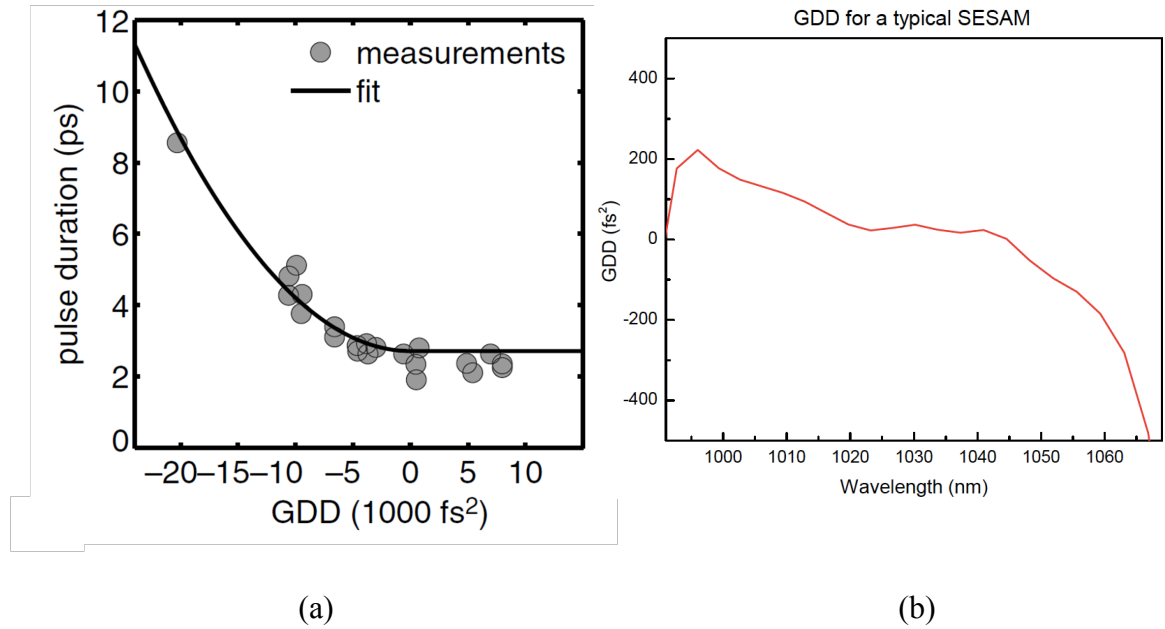 12
10
8
6
4
2
0
pulse duration (ps)
measurements
fit
−20 −15 −10 −5 0 5 10
GDD (1000 fs²)
(a)
GDD for a typical SESAM
400
200
0
-200
-400
GDD (fs²)
1000 1010 1020 1030 1040 1050 1060
Wavelength (nm)
(b)